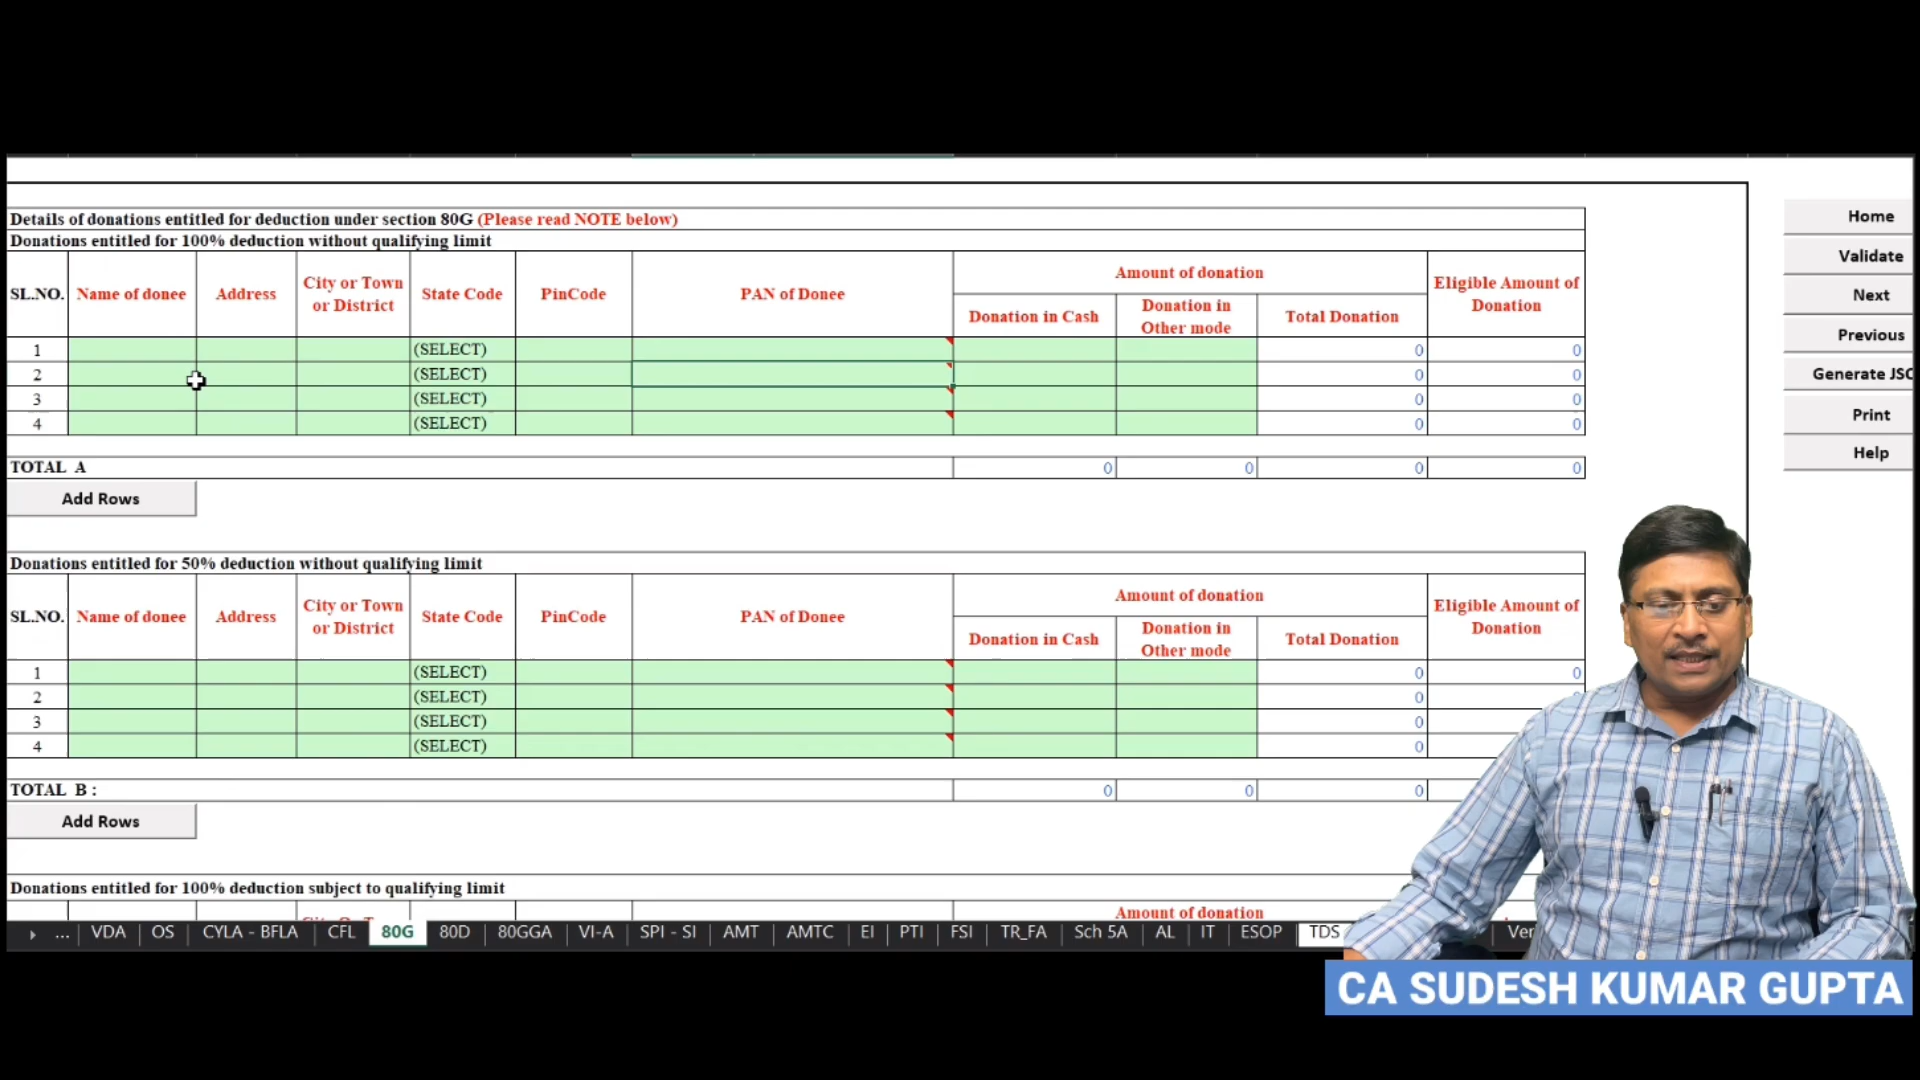 Details of donations entitled for deduction under section 80G (Please read NOTE below)
Donations entitled for 100% deduction without qualifying limit
SL.NO. Name of donee Address City or Town or District State Code PinCode PAN of Donee Amount of donation Eligible Amount of Donation
Donation in Cash Donation in Other mode Total Donation
1 (SELECT) 0 0
2 (SELECT) 0 0
3 (SELECT) 0 0
4 (SELECT) 0 0
TOTAL A 0 0 0 0
Add Rows
Donations entitled for 50% deduction without qualifying limit
SL.NO. Name of donee Address City or Town or District State Code PinCode PAN of Donee Amount of donation Eligible Amount of Donation
Donation in Cash Donation in Other mode Total Donation
1 (SELECT) 0 0
2 (SELECT) 0
3 (SELECT) 0
4 (SELECT) 0
TOTAL B : 0 0 0
Add Rows
Donations entitled for 100% deduction subject to qualifying limit
Amount of donation
... VDA OS CYLA - BFLA CFL 80G 80D 80GGA VI-A SPI - SI AMT AMTC EI PTI FSI TR_FA Sch 5A AL IT ESOP TDS Ver
Home
Validate
Next
Previous
Generate JSO
Print
Help
CA SUDESH KUMAR GUPTA